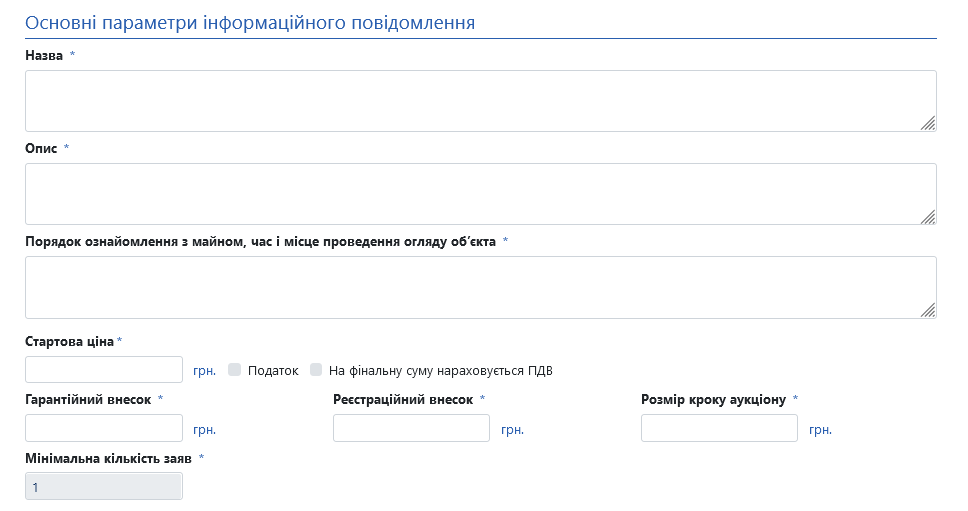 Основні параметри інформаційного повідомлення
Назва *
Опис *
Порядок ознайомлення з майном, час і місце проведення огляду об’єкта *
Стартова ціна*
грн. Податок На фінальну суму нараховується ПДВ
Гарантійний внесок * Реєстраційний внесок * Розмір кроку аукціону *
грн. грн. грн.
Мінімальна кількість заяв *
1